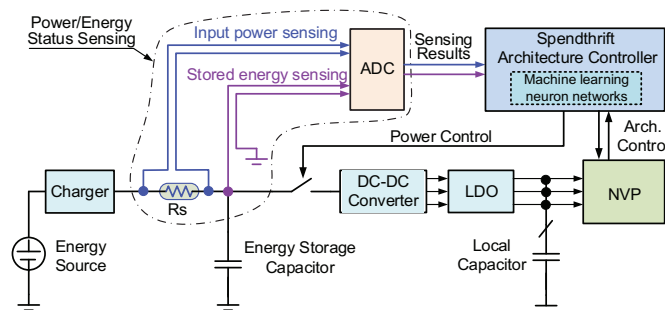 Power/Energy
Status Sensing
Input power sensing
Stored energy sensing
ADC
Sensing
Results
Spendthrift
Architecture Controller
Machine learning
neuron networks
Power Control
Arch.
Control
Charger
Rs
DC-DC
Converter
LDO
NVP
Energy
Source
Energy Storage
Capacitor
Local
Capacitor